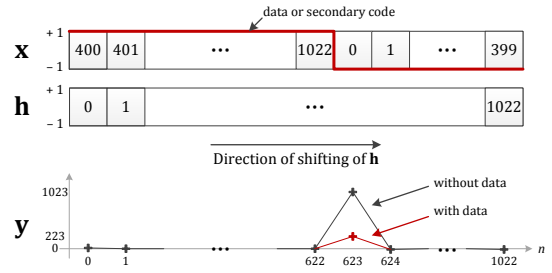 data or secondary code
+ 1
x 400 401 ··· 1022 0 1 ··· 399
− 1
+ 1
h 0 1 ··· 1022
− 1
Direction of shifting of h
1023
without data
y
with data
223
0 ··· ··· n
0 1 622 623 624 1022